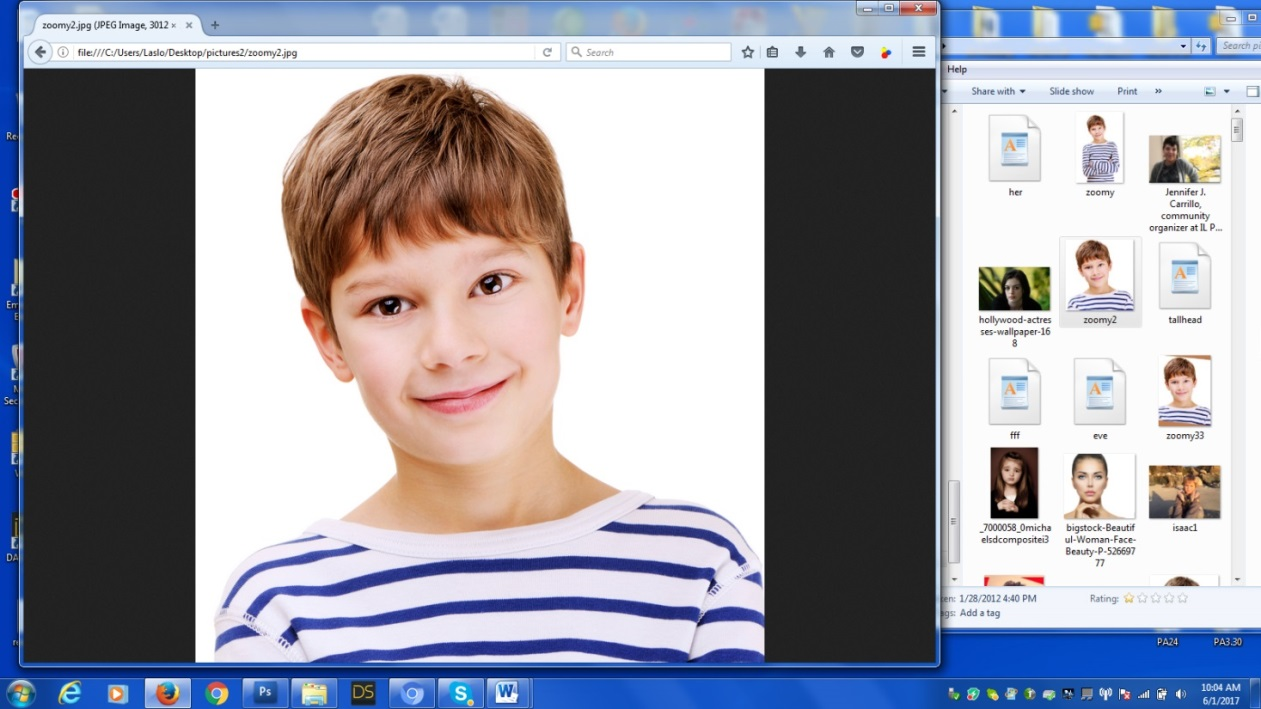 zoomy2.jpg (JPEG Image, 3012 ×
file:///C:/Users/Laslo/Desktop/pictures2/zoomy2.jpg
Search
Help
Share with
Slide show
Print
»
her
zoomy
Jennifer J.
Carrillo,
community
organizer at IL P...
hollywood-actres
ses-wallpaper-16
8
zoomy2
tallhead
fff
eve
zoomy33
_7000058_0micha
elsdcompositei3
bigstock-Beautif
ul-Woman-Face-
Beauty-P-526697
77
isaac1
1/28/2012 4:40 PM
Rating:
Add a tag
PA24
PA3.30
Ps
DS
10:04 AM
6/1/2017